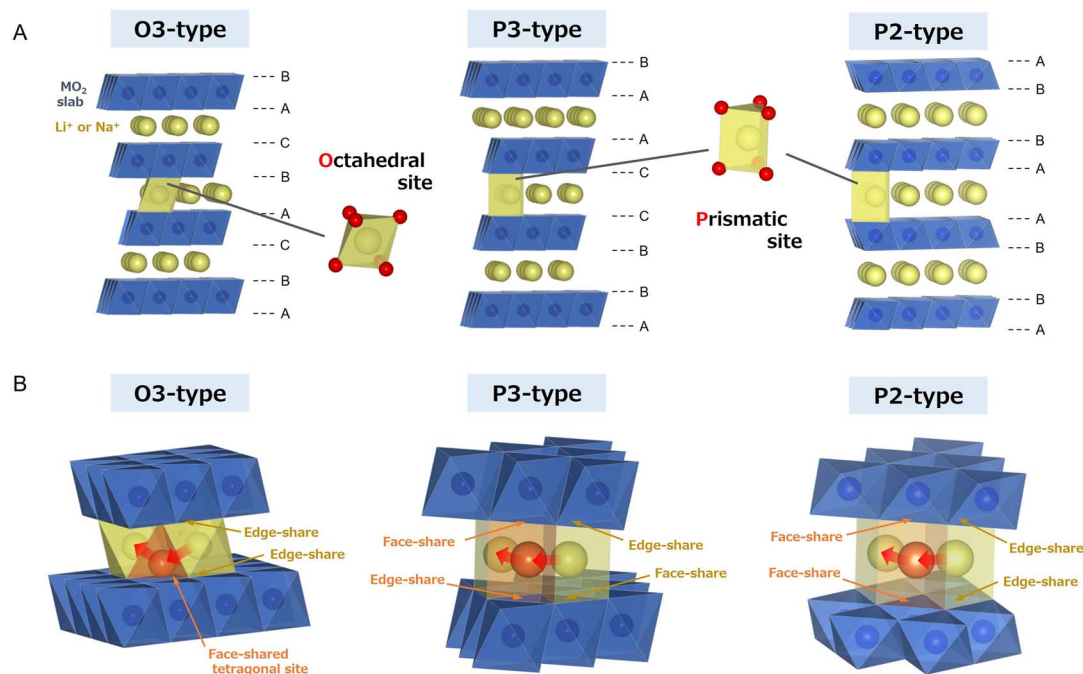 A
O3-type
P3-type
P2-type
MO₂
slab
Li⁺ or Na⁺
--- B
--- A
--- C
--- B
--- A
--- C
--- B
--- A
Octahedral
site
--- B
--- A
--- A
--- C
--- C
--- B
--- B
--- A
Prismatic
site
--- A
--- B
--- B
--- A
--- A
--- B
--- B
--- A
B
O3-type
P3-type
P2-type
Edge-share
Edge-share
Face-shared
tetragonal site
Face-share
Edge-share
Edge-share
Face-share
Face-share
Face-share
Edge-share
Edge-share